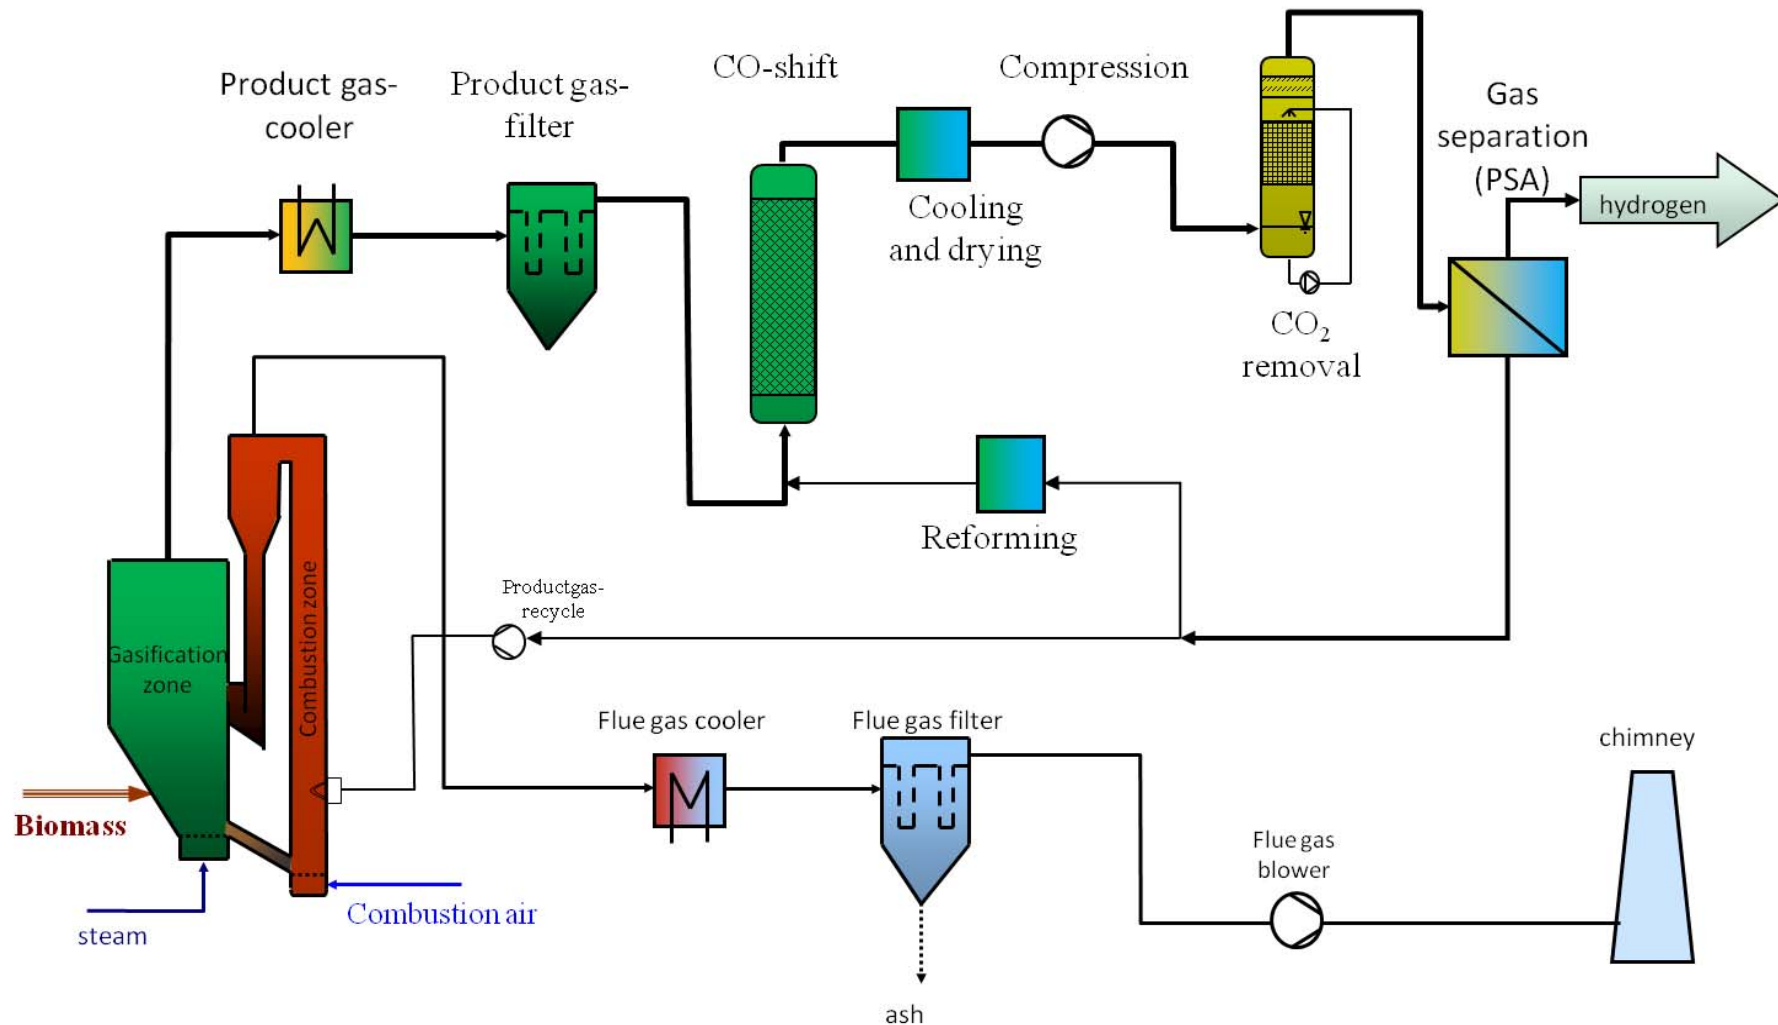 Product gas-
cooler
Product gas-
filter
CO-shift
Compression
Gas
separation
(PSA)
hydrogen
Cooling
and drying
CO₂
removal
Reforming
Productgas-
recycle
Gasification
zone
Combustion zone
Biomass
steam
Combustion air
Flue gas cooler
Flue gas filter
ash
Flue gas
blower
chimney